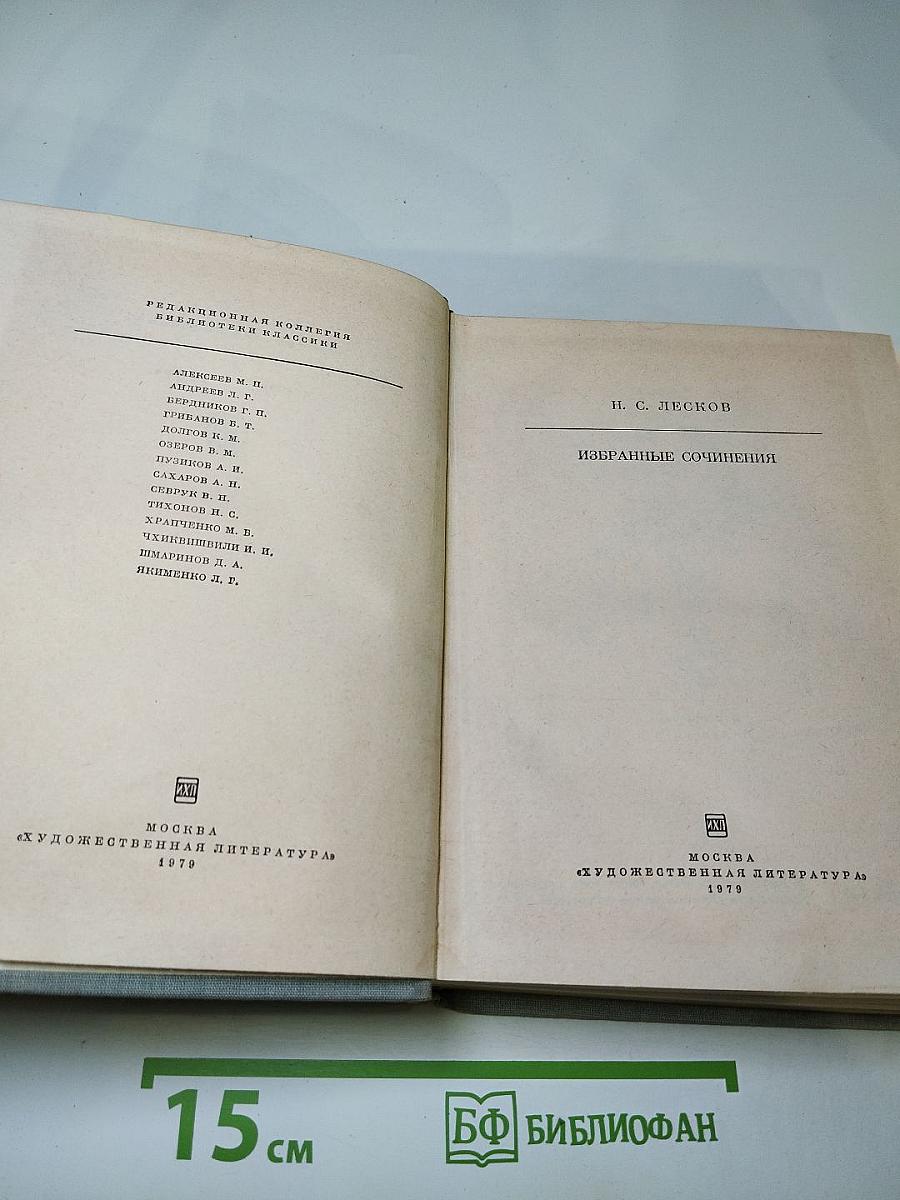 РЕДАКЦИОННАЯ КОЛЛЕГИЯ
БИБЛИОТЕКИ КЛАССИКИ
АЛЕКСЕЕВ М. П.
АНДРЕЕВ Л. Г.
БЕРДНИКОВ Г. П.
ГРИБАНОВ Б. Т.
ДОЛГОВ К. М.
ОЗЕРОВ В. М.
ПУЗИКОВ А. И.
САХАРОВ А. Н.
СЕВРУК В. Н.
ТИХОНОВ Н. С.
ХРАПЧЕНКО М. Б.
ЧХИКВИШВИЛИ И. И.
ШМАРИНОВ Д. А.
ЯКИМЕНКО Л. Г.
ИХЛ
МОСКВА
«ХУДОЖЕСТВЕННАЯ ЛИТЕРАТУРА»
1979
Н. С. ЛЕСКОВ
ИЗБРАННЫЕ СОЧИНЕНИЯ
ИХЛ
МОСКВА
«ХУДОЖЕСТВЕННАЯ ЛИТЕРАТУРА»
1979
15 см
БФ БИБЛИОФАН